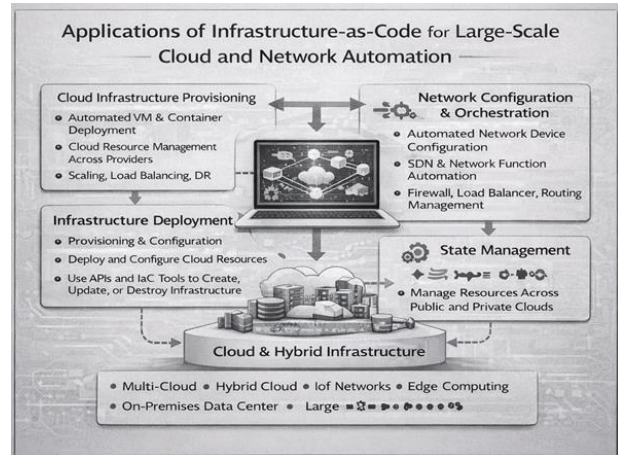 Applications of Infrastructure-as-Code for Large-Scale
Cloud and Network Automation
Cloud Infrastructure Provisioning
Automated VM & Container
Deployment
Cloud Resource Management
Across Providers
Scaling, Load Balancing, DR
Network Configuration
& Orchestration
Automated Network Device
Configuration
SDN & Network Function
Automation
Firewall, Load Balancer, Routing
Management
Infrastructure Deployment
Provisioning & Configuration
Deploy and Configure Cloud Resources
Use APIs and IaC Tools to Create,
Update, or Destroy Infrastructure
State Management
Manage Resources Across
Public and Private Clouds
Cloud & Hybrid Infrastructure
• Multi-Cloud • Hybrid Cloud • Iof Networks • Edge Computing
• On-Premises Data Center • Large